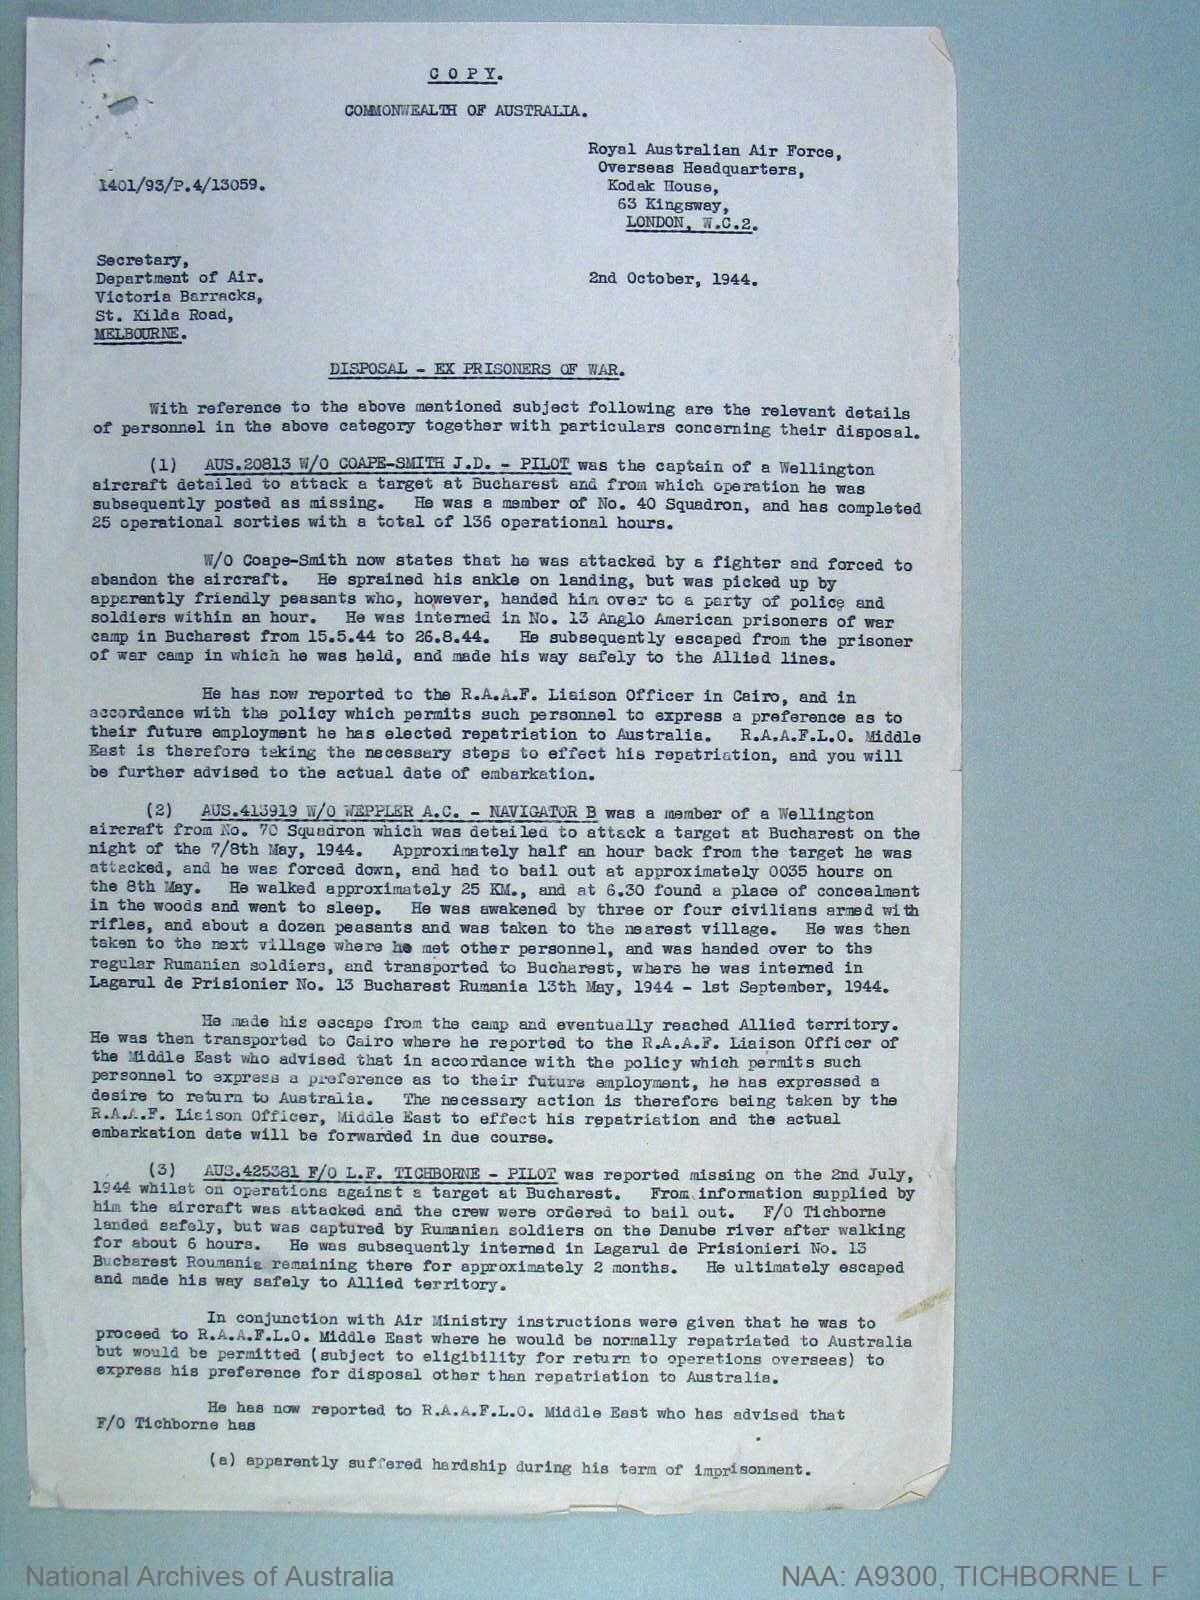 C O P Y.
COMMONWEALTH OF AUSTRALIA.
Royal Australian Air Force,
Overseas Headquarters,
Kodak House,
63 Kingsway,
LONDON, W.C.2.
1401/93/P.4/13059.
Secretary,
Department of Air.
Victoria Barracks,
St. Kilda Road,
MELBOURNE.
2nd October, 1944.
DISPOSAL - EX PRISONERS OF WAR.
With reference to the above mentioned subject following are the relevant details
of personnel in the above category together with particulars concerning their disposal.
(1) AUS.20813 W/O COAPE-SMITH J.D. - PILOT was the captain of a Wellington
aircraft detailed to attack a target at Bucharest and from which operation he was
subsequently posted as missing. He was a member of No. 40 Squadron, and has completed
25 operational sorties with a total of 136 operational hours.
W/O Coape-Smith now states that he was attacked by a fighter and forced to
abandon the aircraft. He sprained his ankle on landing, but was picked up by
apparently friendly peasants who, however, handed him over to a party of police and
soldiers within an hour. He was interned in No. 13 Anglo American prisoners of war
camp in Bucharest from 15.5.44 to 26.8.44. He subsequently escaped from the prisoner
of war camp in which he was held, and made his way safely to the Allied lines.
He has now reported to the R.A.A.F. Liaison Officer in Cairo, and in
accordance with the policy which permits such personnel to express a preference as to
their future employment he has elected repatriation to Australia. R.A.A.F.L.O. Middle
East is therefore taking the necessary steps to effect his repatriation, and you will
be further advised to the actual date of embarkation.
(2) AUS.413919 W/O WEPPLER A.C. - NAVIGATOR B was a member of a Wellington
aircraft from No. 70 Squadron which was detailed to attack a target at Bucharest on the
night of the 7/8th May, 1944. Approximately half an hour back from the target he was
attacked, and he was forced down, and had to bail out at approximately 0035 hours on
the 8th May. He walked approximately 25 KM., and at 6.30 found a place of concealment
in the woods and went to sleep. He was awakened by three or four civilians armed with
rifles, and about a dozen peasants and was taken to the nearest village. He was then
taken to the next village where he met other personnel, and was handed over to the
regular Rumanian soldiers, and transported to Bucharest, where he was interned in
Lagarul de Prisionier No. 13 Bucharest Rumania 13th May, 1944 - 1st September, 1944.
He made his escape from the camp and eventually reached Allied territory.
He was then transported to Cairo where he reported to the R.A.A.F. Liaison Officer of
the Middle East who advised that in accordance with the policy which permits such
personnel to express a preference as to their future employment, he has expressed a
desire to return to Australia. The necessary action is therefore being taken by the
R.A.A.F. Liaison Officer, Middle East to effect his repatriation and the actual
embarkation date will be forwarded in due course.
(3) AUS.425381 F/O L.F. TICHBORNE - PILOT was reported missing on the 2nd July,
1944 whilst on operations against a target at Bucharest. From information supplied by
him the aircraft was attacked and the crew were ordered to bail out. F/O Tichborne
landed safely, but was captured by Rumanian soldiers on the Danube river after walking
for about 6 hours. He was subsequently interned in Lagarul de Prisionieri No. 13
Bucharest Roumania remaining there for approximately 2 months. He ultimately escaped
and made his way safely to Allied territory.
In conjunction with Air Ministry instructions were given that he was to
proceed to R.A.A.F.L.O. Middle East where he would be normally repatriated to Australia
but would be permitted (subject to eligibility for return to operations overseas) to
express his preference for disposal other than repatriation to Australia.
He has now reported to R.A.A.F.L.O. Middle East who has advised that
F/O Tichborne has
(a) apparently suffered hardship during his term of imprisonment.
National Archives of Australia
NAA: A9300, TICHBORNE L F